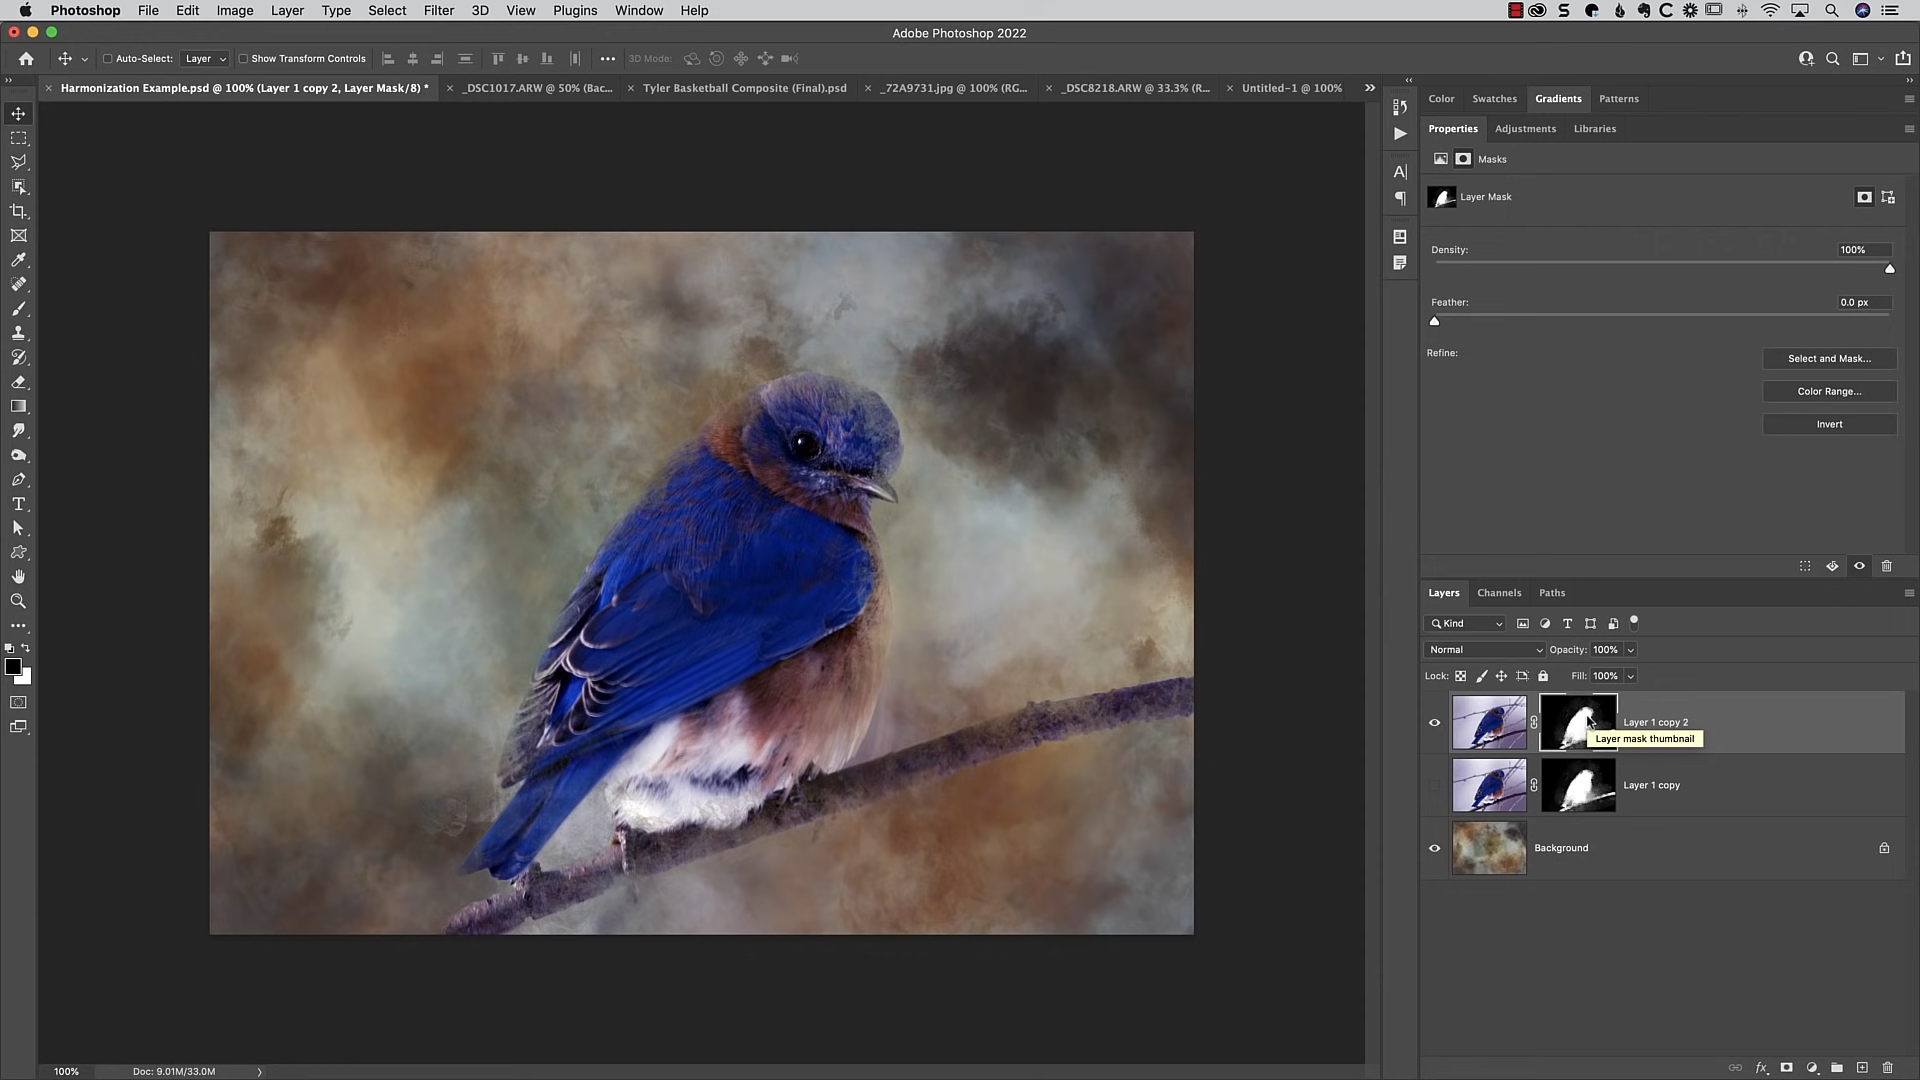 Photoshop File Edit Image Layer Type Select Filter 3D View Plugins Window Help
Adobe Photoshop 2022
Auto-Select: Layer Show Transform Controls 3D Mode:
Harmonization Example.psd @ 100% (Layer 1 copy 2, Layer Mask/8) * _DSC1017.ARW @ 50% (Bac... Tyler Basketball Composite (Final).psd _72A9731.jpg @ 100% (RG... _DSC8218.ARW @ 33.3% (R... Untitled-1 @ 100%
Color Swatches Gradients Patterns
Properties Adjustments Libraries
Masks
Layer Mask
Density: 100%
Feather: 0.0 px
Refine: Select and Mask...
Color Range...
Invert
Layers Channels Paths
Kind
Normal Opacity: 100%
Lock: Fill: 100%
Layer 1 copy 2
Layer mask thumbnail
Layer 1 copy
Background
100% Doc: 9.01M/33.0M